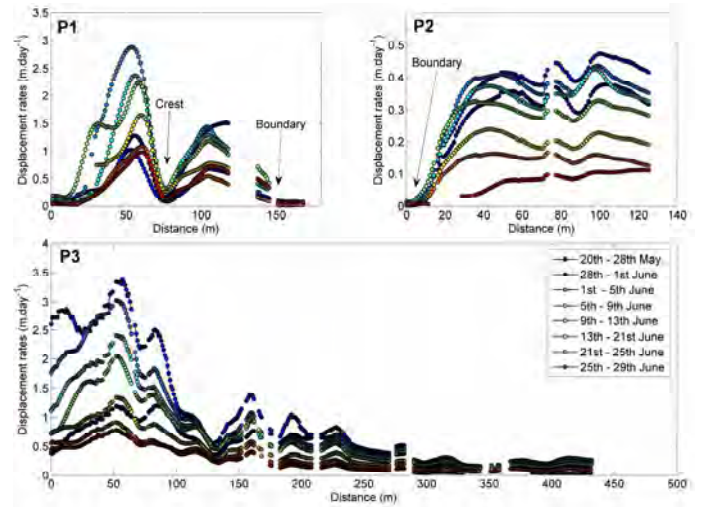 P1
Displacement rates (m.day⁻¹)
3.5
3
2.5
2
1.5
1
0.5
0
Crest
Boundary
0 50 100 150
Distance (m)
P2
Displacement rates (m.day⁻¹)
0.5
0.4
0.3
0.2
0.1
0
Boundary
0 20 40 60 80 100 120 140
Distance (m)
P3
Displacement rates (m.day⁻¹)
4
3.5
3
2.5
2
1.5
1
0.5
0
20th - 28th May
28th - 1st June
1st - 5th June
5th - 9th June
9th - 13th June
13th - 21st June
21st - 25th June
25th - 29th June
0 50 100 150 200 250 300 350 400 450 500
Distance (m)